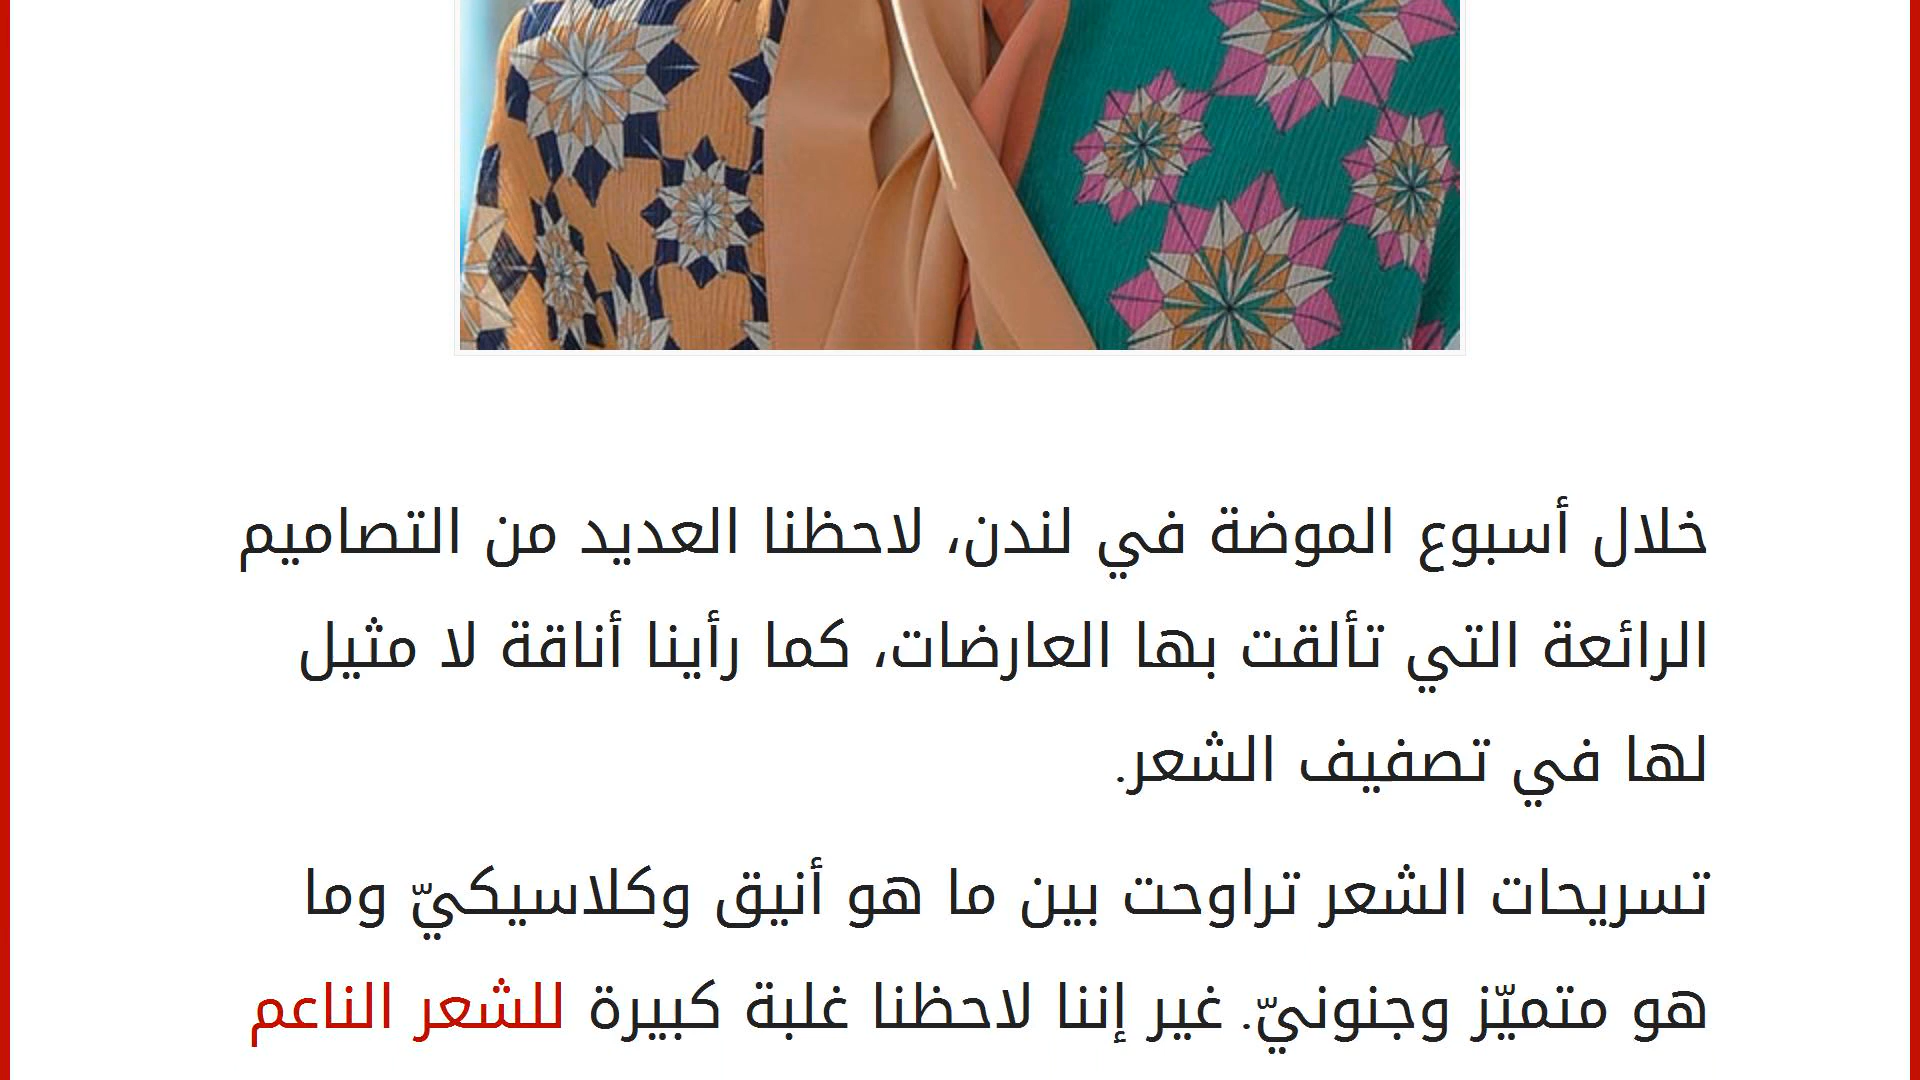 خلال أسبوع الموضة في لندن، لاحظنا العديد من التصاميم
الرائعة التي تألقت بها العارضات، كما رأينا أناقة لا مثيل
لها في تصفيف الشعر.
تسريحات الشعر تراوحت بين ما هو أنيق وكلاسيكيّ وما
هو متميّز وجنونيّ. غير إننا لاحظنا غلبة كبيرة للشعر الناعم